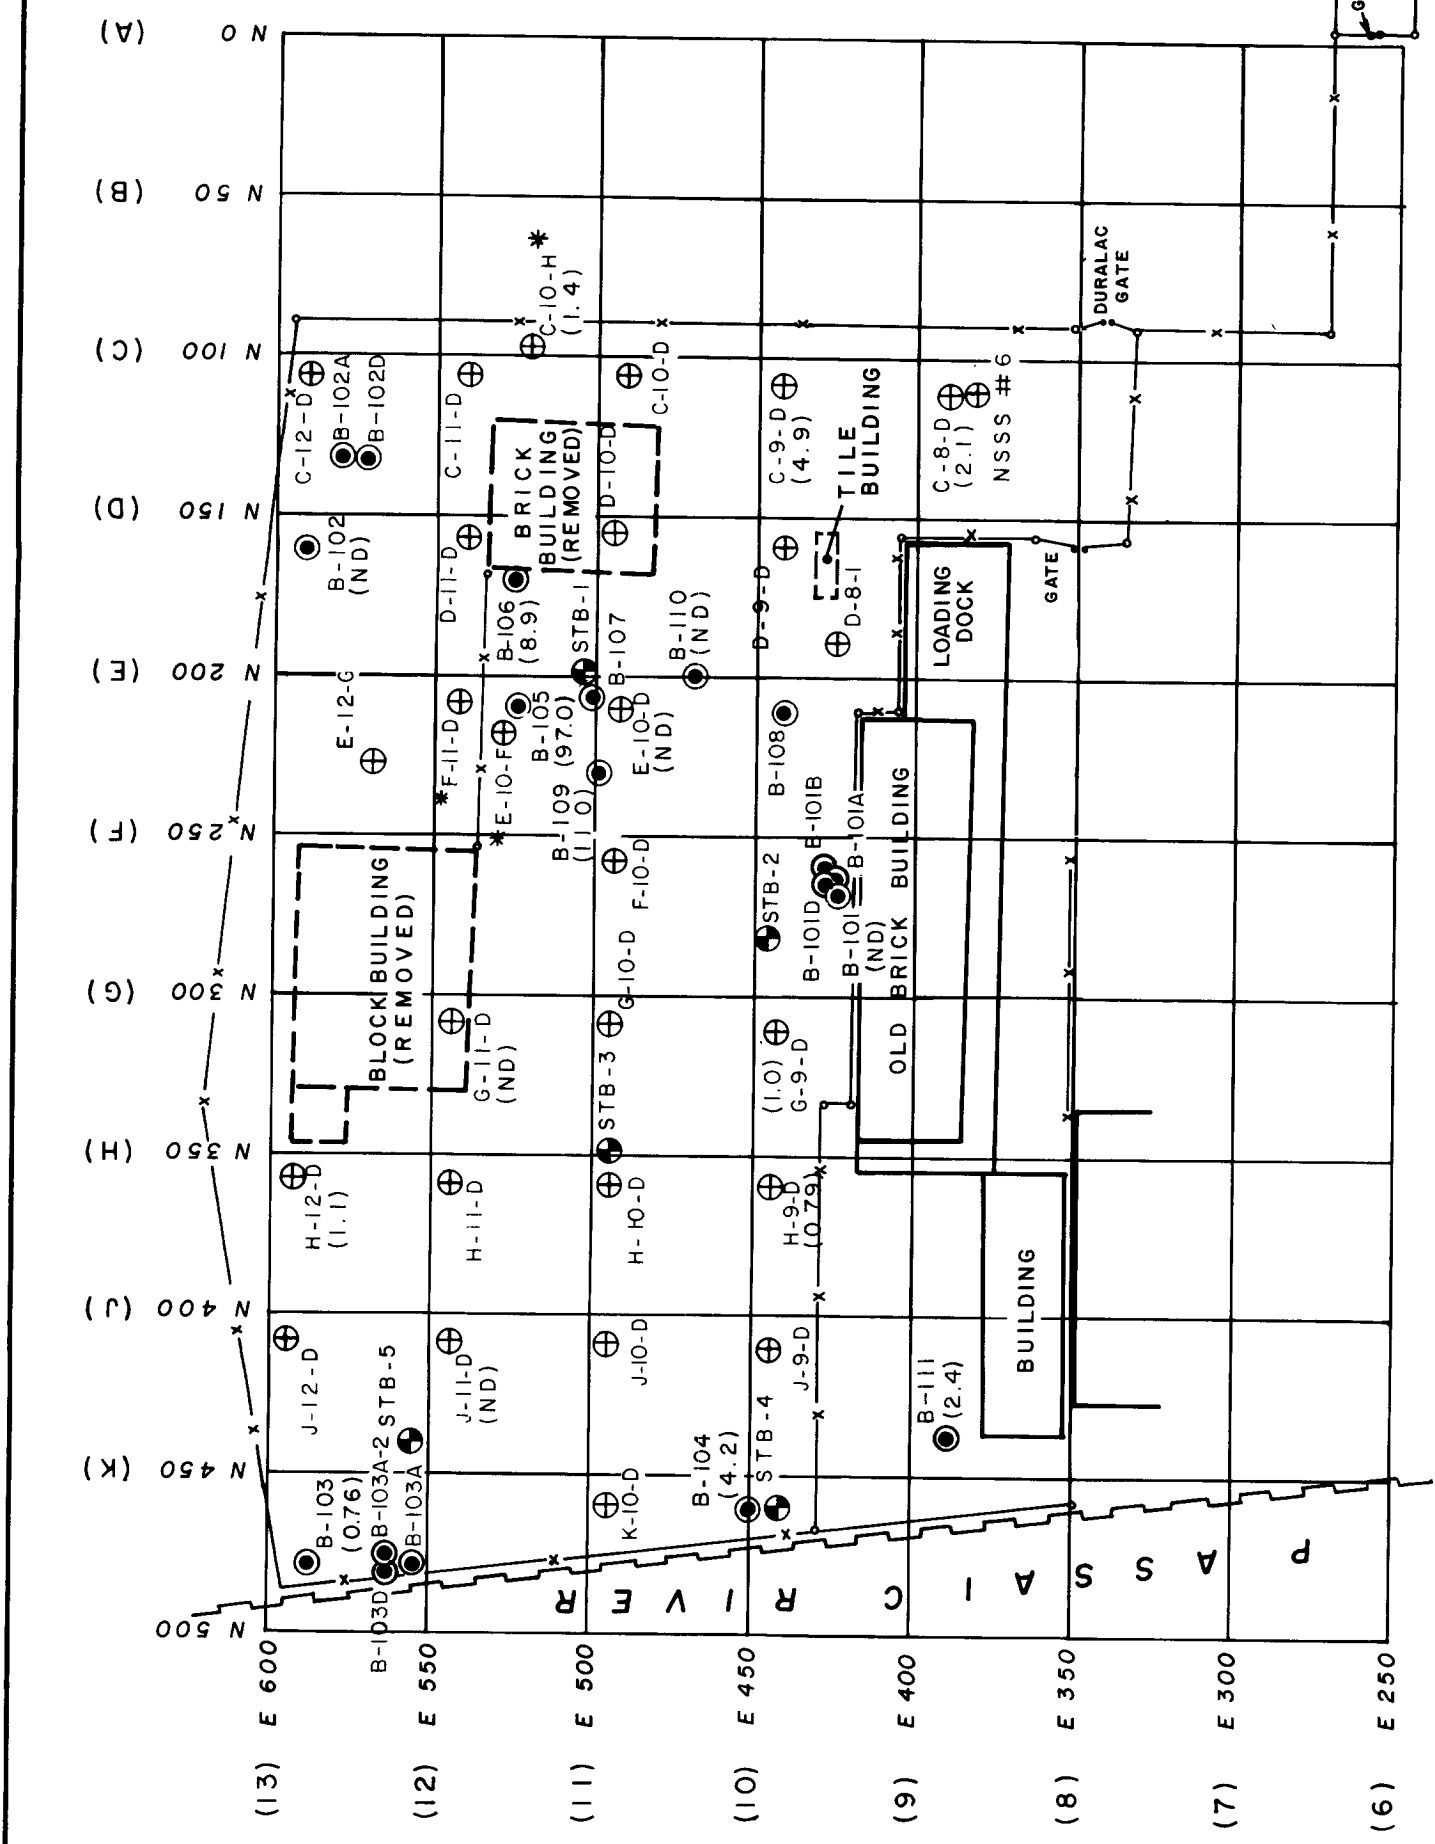 (A) N 0
(B) N 50
(C) N 100
(D) N 150
(E) N 200
(F) N 250
(G) N 300
(H) N 350
(J) N 400
(K) N 450
N 500
(13) E 600
(12) E 550
(11) E 500
(10) E 450
(9) E 400
(8) E 350
(7) E 300
(6) E 250
G
C-12-D
B-102A
B-102D
C-11-D
C-10-H
(1.4)
*
C-10-D
C-9-D
(4.9)
TILE
BUILDING
C-8-D
(2.1)
NSSS #6
DURALAC
GATE
BRICK
BUILDING
(REMOVED)
D-10-D
B-102
(ND)
D-11-D
B-106
(8.9)
STB-1
B-107
B-110
(ND)
D-9-D
D-8-1
LOADING
DOCK
GATE
E-12-G
F-11-D
*
E-10-F
*
B-105
(97.0)
B-109
(1.0)
E-10-D
(ND)
B-108
F-10-D
STB-2
B-101B
B-101A
B-101D
B-101
(ND)
OLD BRICK BUILDING
BLOCK BUILDING
(REMOVED)
G-11-D
(ND)
G-10-D
STB-3
(1.0)
G-9-D
H-12-D
(1.1)
H-11-D
H-10-D
H-9-D
(0.79)
BUILDING
J-12-D
J-11-D
(ND)
J-10-D
J-9-D
STB-5
B-103
(0.76)
B-103A-2
B-103A
B-103D
K-10-D
B-104
(4.2)
STB-4
B-111
(2.4)
PASSAIC RIVER